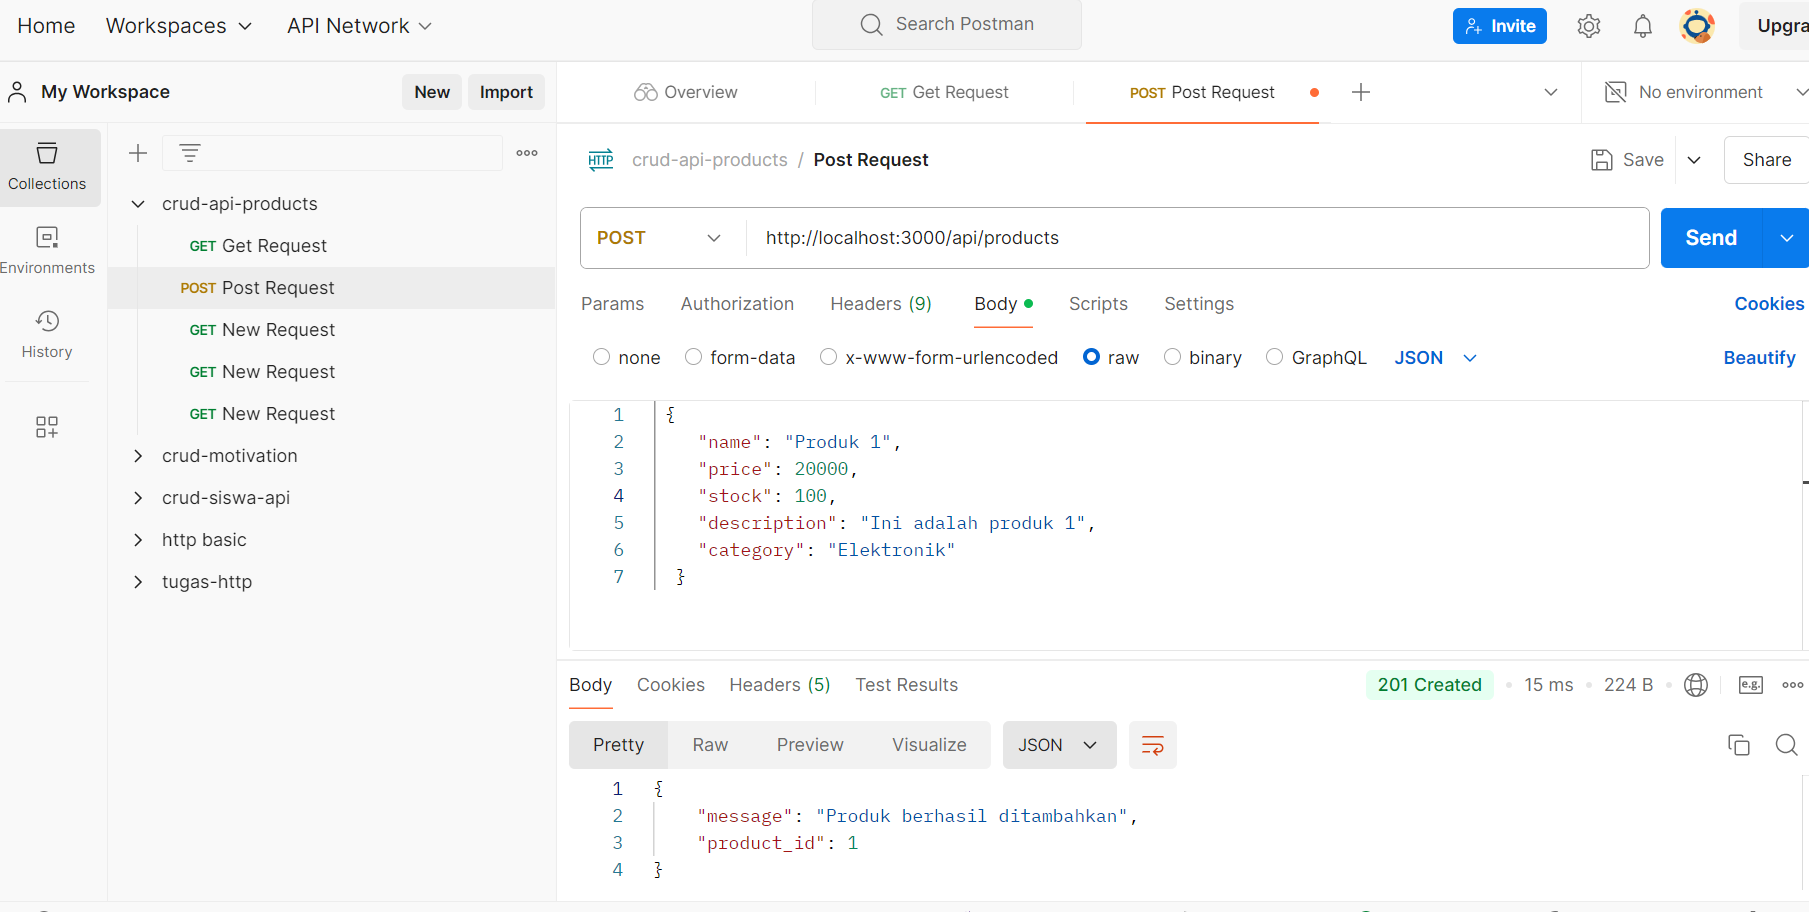 Home Workspaces API Network Search Postman Invite Upgra
My Workspace New Import Overview GET Get Request POST Post Request No environment
Collections
Environments
History
crud-api-products
GET Get Request
POST Post Request
GET New Request
GET New Request
GET New Request
crud-motivation
crud-siswa-api
http basic
tugas-http
HTTP crud-api-products / Post Request Save Share
POST http://localhost:3000/api/products Send
Params Authorization Headers (9) Body Scripts Settings Cookies
none form-data x-www-form-urlencoded raw binary GraphQL JSON Beautify
1 {
2 "name": "Produk 1",
3 "price": 20000,
4 "stock": 100,
5 "description": "Ini adalah produk 1",
6 "category": "Elektronik"
7 }
Body Cookies Headers (5) Test Results 201 Created 15 ms 224 B e.g.
Pretty Raw Preview Visualize JSON
1 {
2 "message": "Produk berhasil ditambahkan",
3 "product_id": 1
4 }